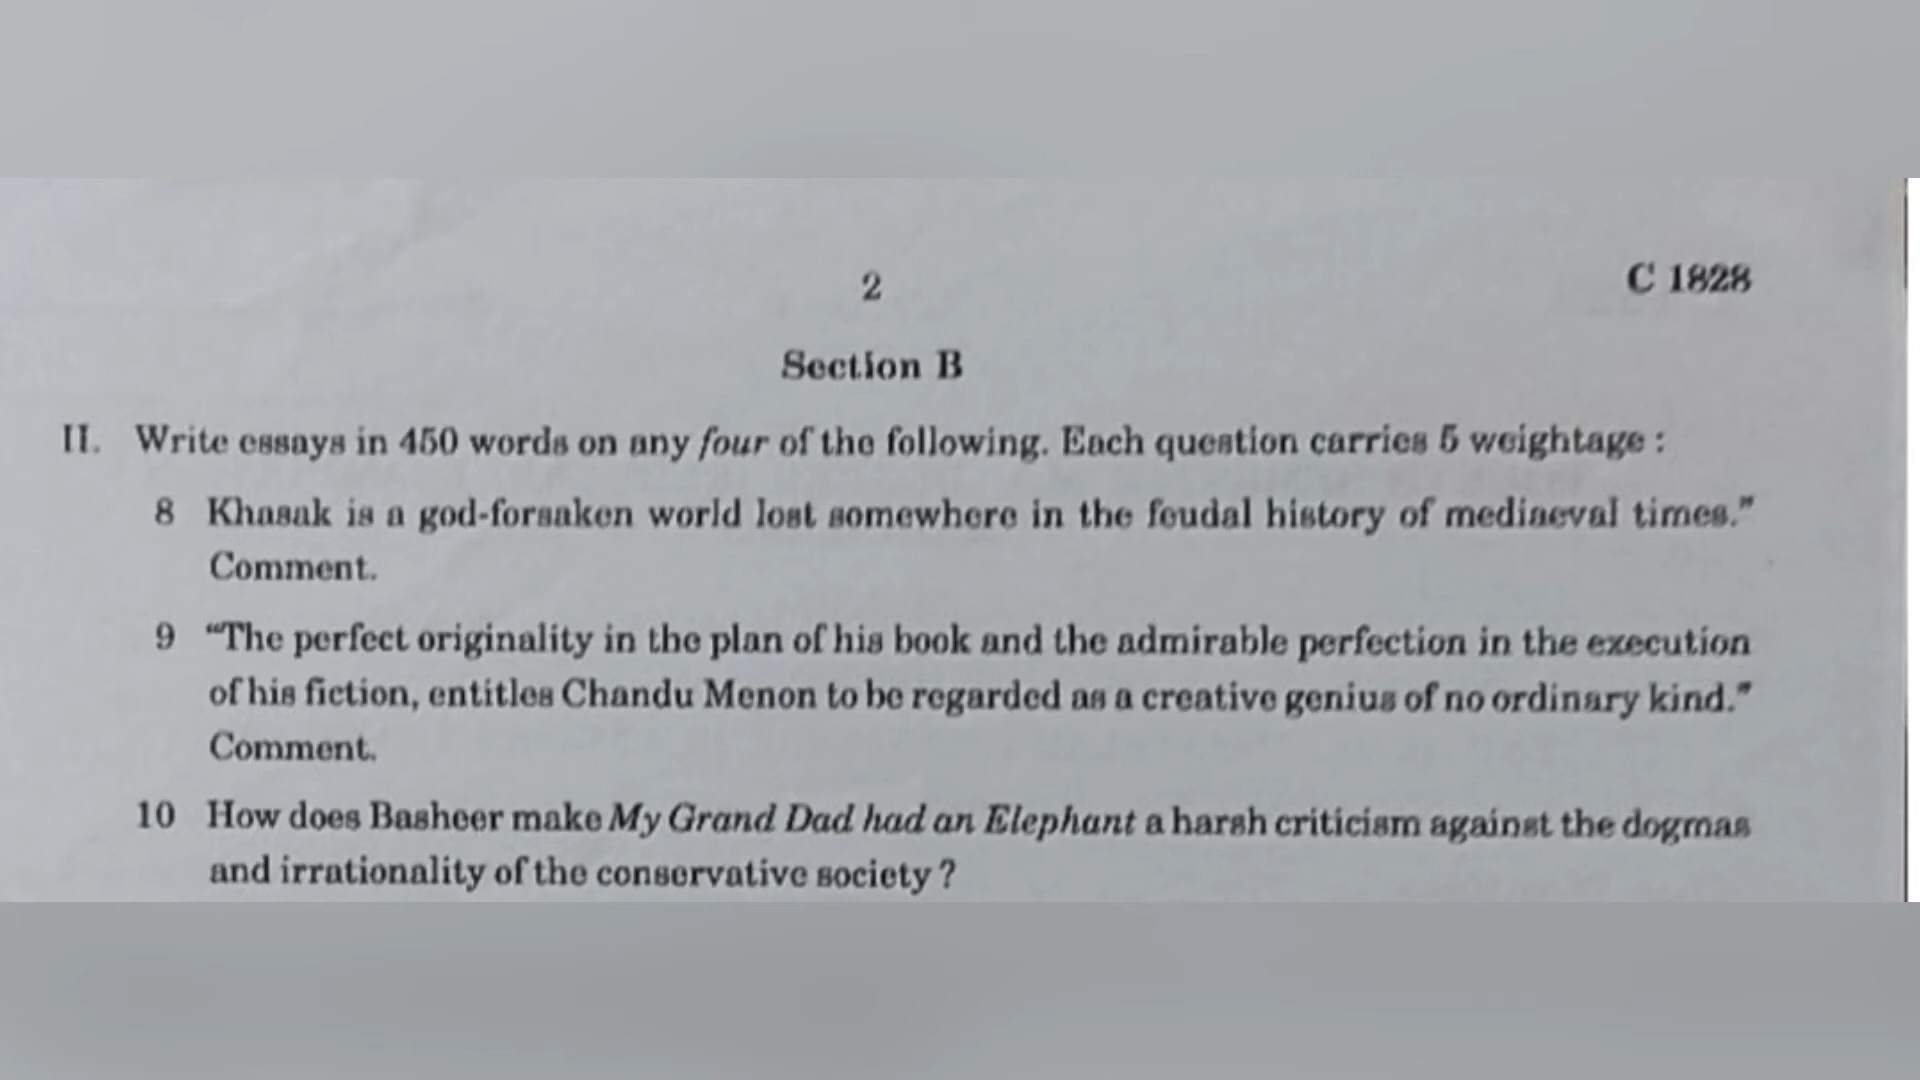 2
C 1828
Section B
II. Write essays in 450 words on any four of the following. Each question carries 5 weightage :
8 Khasak is a god-forsaken world lost somewhere in the feudal history of mediaeval times."
Comment.
9 "The perfect originality in the plan of his book and the admirable perfection in the execution
of his fiction, entitles Chandu Menon to be regarded as a creative genius of no ordinary kind."
Comment.
10 How does Basheer make My Grand Dad had an Elephant a harsh criticism against the dogmas
and irrationality of the conservative society ?